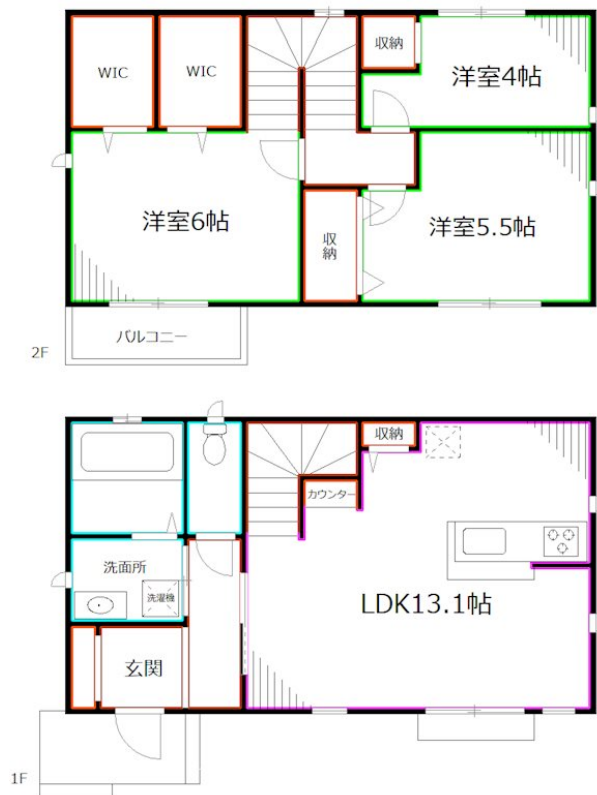 WIC
WIC
収納
洋室4帖
洋室6帖
収納
洋室5.5帖
バルコニー
2F
収納
カウンター
洗面所
洗濯機
LDK13.1帖
玄関
1F